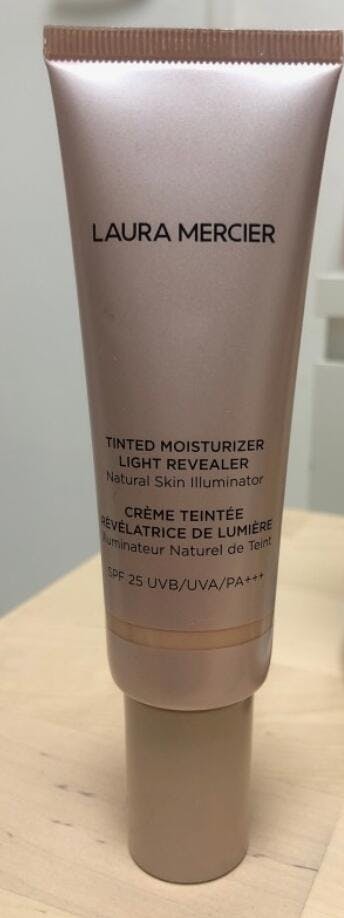 LAURA MERCIER
TINTED MOISTURIZER
LIGHT REVEALER
Natural Skin Illuminator
CRÈME TEINTÉE
RÉVÉLATRICE DE LUMIÈRE
Illuminateur Naturel de Teint
SPF 25 UVB/UVA/PA+++